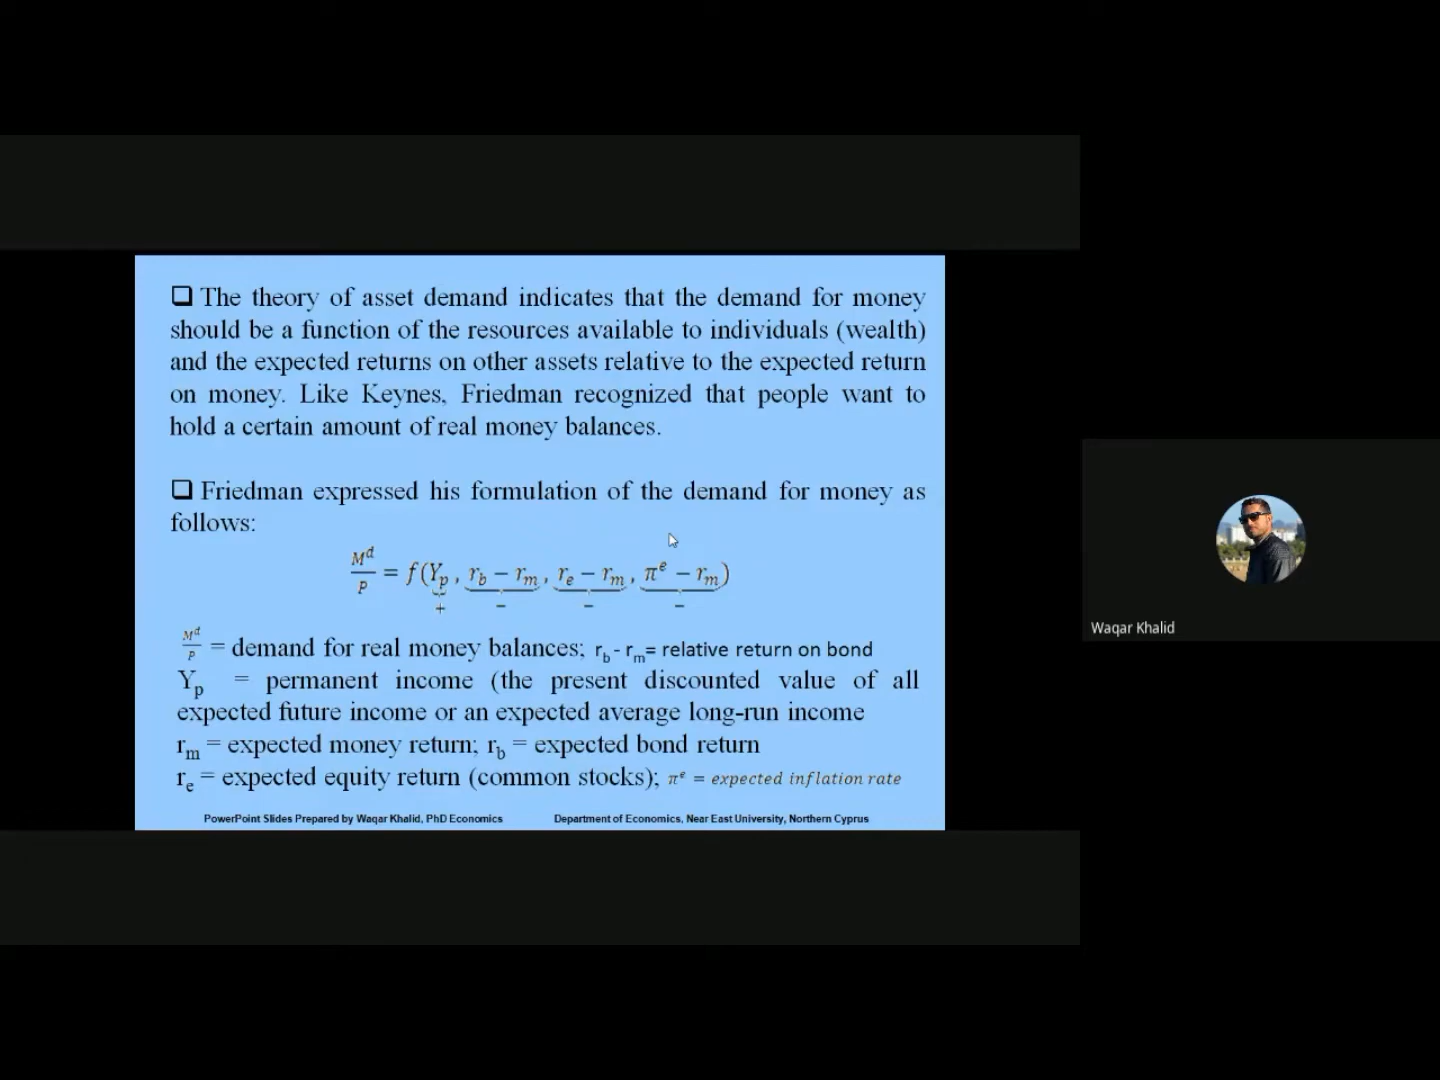 ❑ The theory of asset demand indicates that the demand for money
should be a function of the resources available to individuals (wealth)
and the expected returns on other assets relative to the expected return
on money. Like Keynes, Friedman recognized that people want to
hold a certain amount of real money balances.
❑ Friedman expressed his formulation of the demand for money as
follows:
M^d/P = f(Y_p, r_b − r_m, r_e − r_m, π^e − r_m)
+ − − −
M^d/P = demand for real money balances; r_b - r_m= relative return on bond
Y_p = permanent income (the present discounted value of all
expected future income or an expected average long-run income
r_m = expected money return; r_b = expected bond return
r_e = expected equity return (common stocks); π^e = expected inflation rate
PowerPoint Slides Prepared by Waqar Khalid, PhD Economics Department of Economics, Near East University, Northern Cyprus
Waqar Khalid